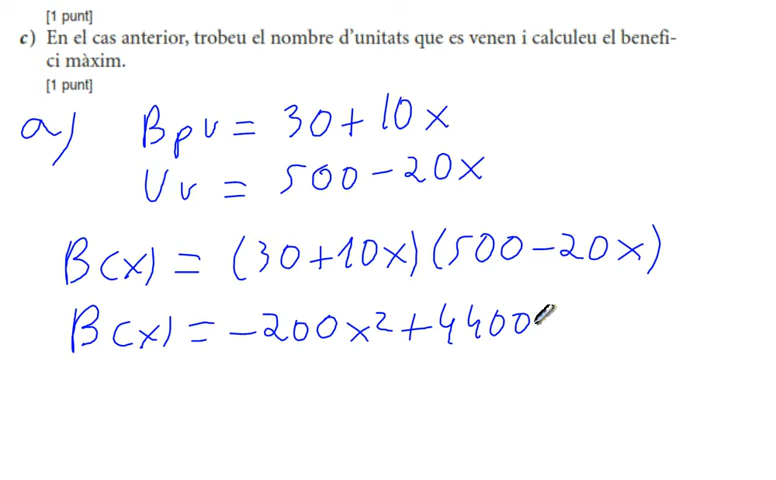 [1 punt]
c) En el cas anterior, trobeu el nombre d’unitats que es venen i calculeu el benefi-
ci màxim.
[1 punt]
a) Bpv = 30 + 10x
Uv = 500 - 20x
B(x) = (30 + 10x)(500 - 20x)
B(x) = -200x² + 4400